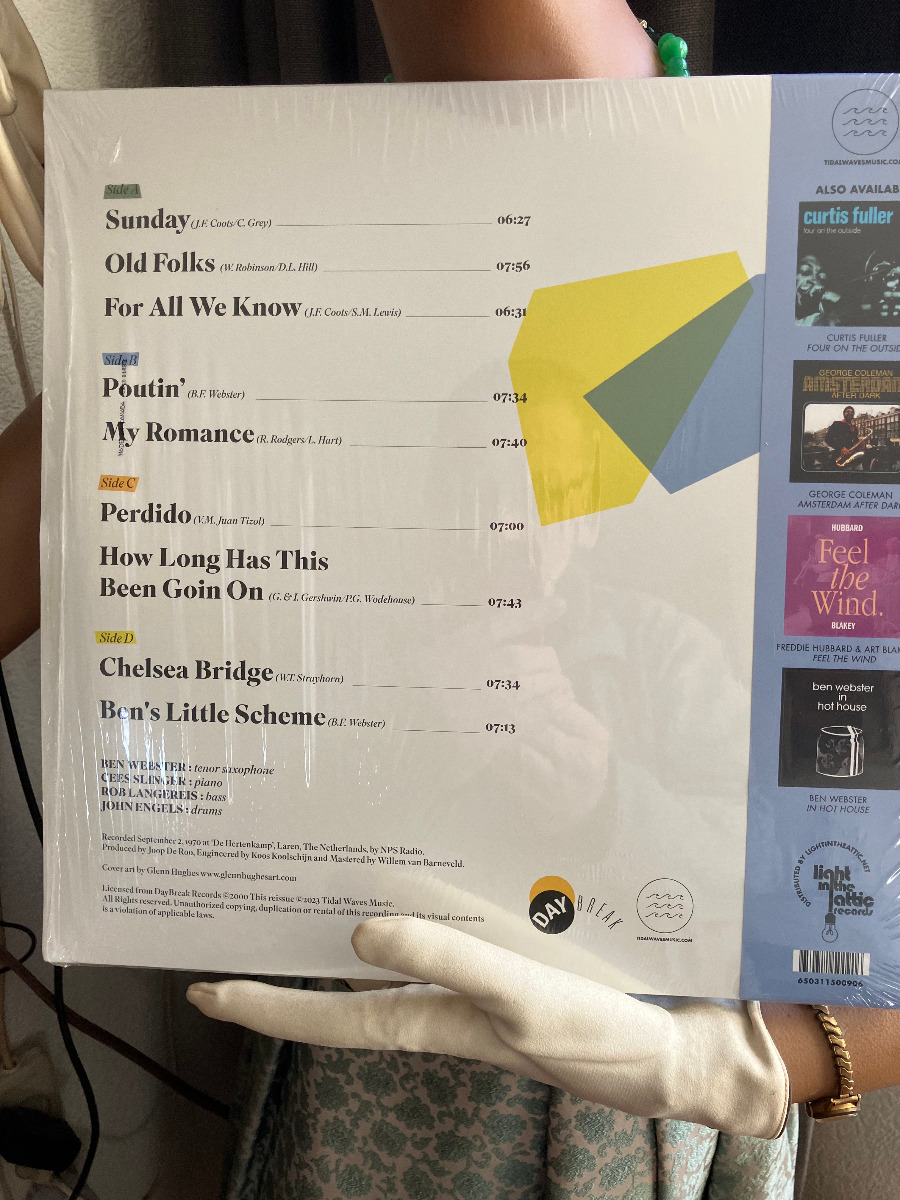 Side A
Sunday (J.F. Coots/C. Grey) 06:27
Old Folks (W. Robinson/D.L. Hill) 07:56
For All We Know (J.F. Coots/S.M. Lewis) 06:31
Side B
Poutin' (B.F. Webster) 07:34
My Romance (R. Rodgers/L. Hart) 07:40
Side C
Perdido (V.M. Juan Tizol) 07:00
How Long Has This
Been Goin On (G. & I. Gershwin/P.G. Wodehouse) 07:43
Side D
Chelsea Bridge (W.T. Strayhorn) 07:34
Ben's Little Scheme (B.F. Webster) 07:13
BEN WEBSTER : tenor saxophone
CEES SLINGER : piano
ROB LANGEREIS : bass
JOHN ENGELS : drums
Recorded September 2, 1970 at 'De Hertenkamp', Laren, The Netherlands, by NPS Radio.
Produced by Joop De Roo, Engineered by Koos Koolschijn and Mastered by Willem van Barneveld.
Cover art by Glenn Hughes www.glennhughesart.com
Licensed from DayBreak Records ©2000 This reissue ©2023 Tidal Waves Music.
All Rights reserved. Unauthorized copying, duplication or rental of this recording and its visual contents
is a violation of applicable laws.
DAY BREAK
TIDALWAVESMUSIC.COM
TIDALWAVESMUSIC.CO
ALSO AVAILAB
curtis fuller
four on the outside
CURTIS FULLER
FOUR ON THE OUTSID
GEORGE COLEMAN
AMSTERDAM
AFTER DARK
GEORGE COLEMAN
AMSTERDAM AFTER DAR
HUBBARD
Feel
the
Wind.
BLAKEY
FREDDIE HUBBARD & ART BLAK
FEEL THE WIND
ben webster
in
hot house
BEN WEBSTER
IN HOT HOUSE
DISTRIBUTED BY LIGHTINTHEATTIC.NET
light
in the
attic
records
650311500906